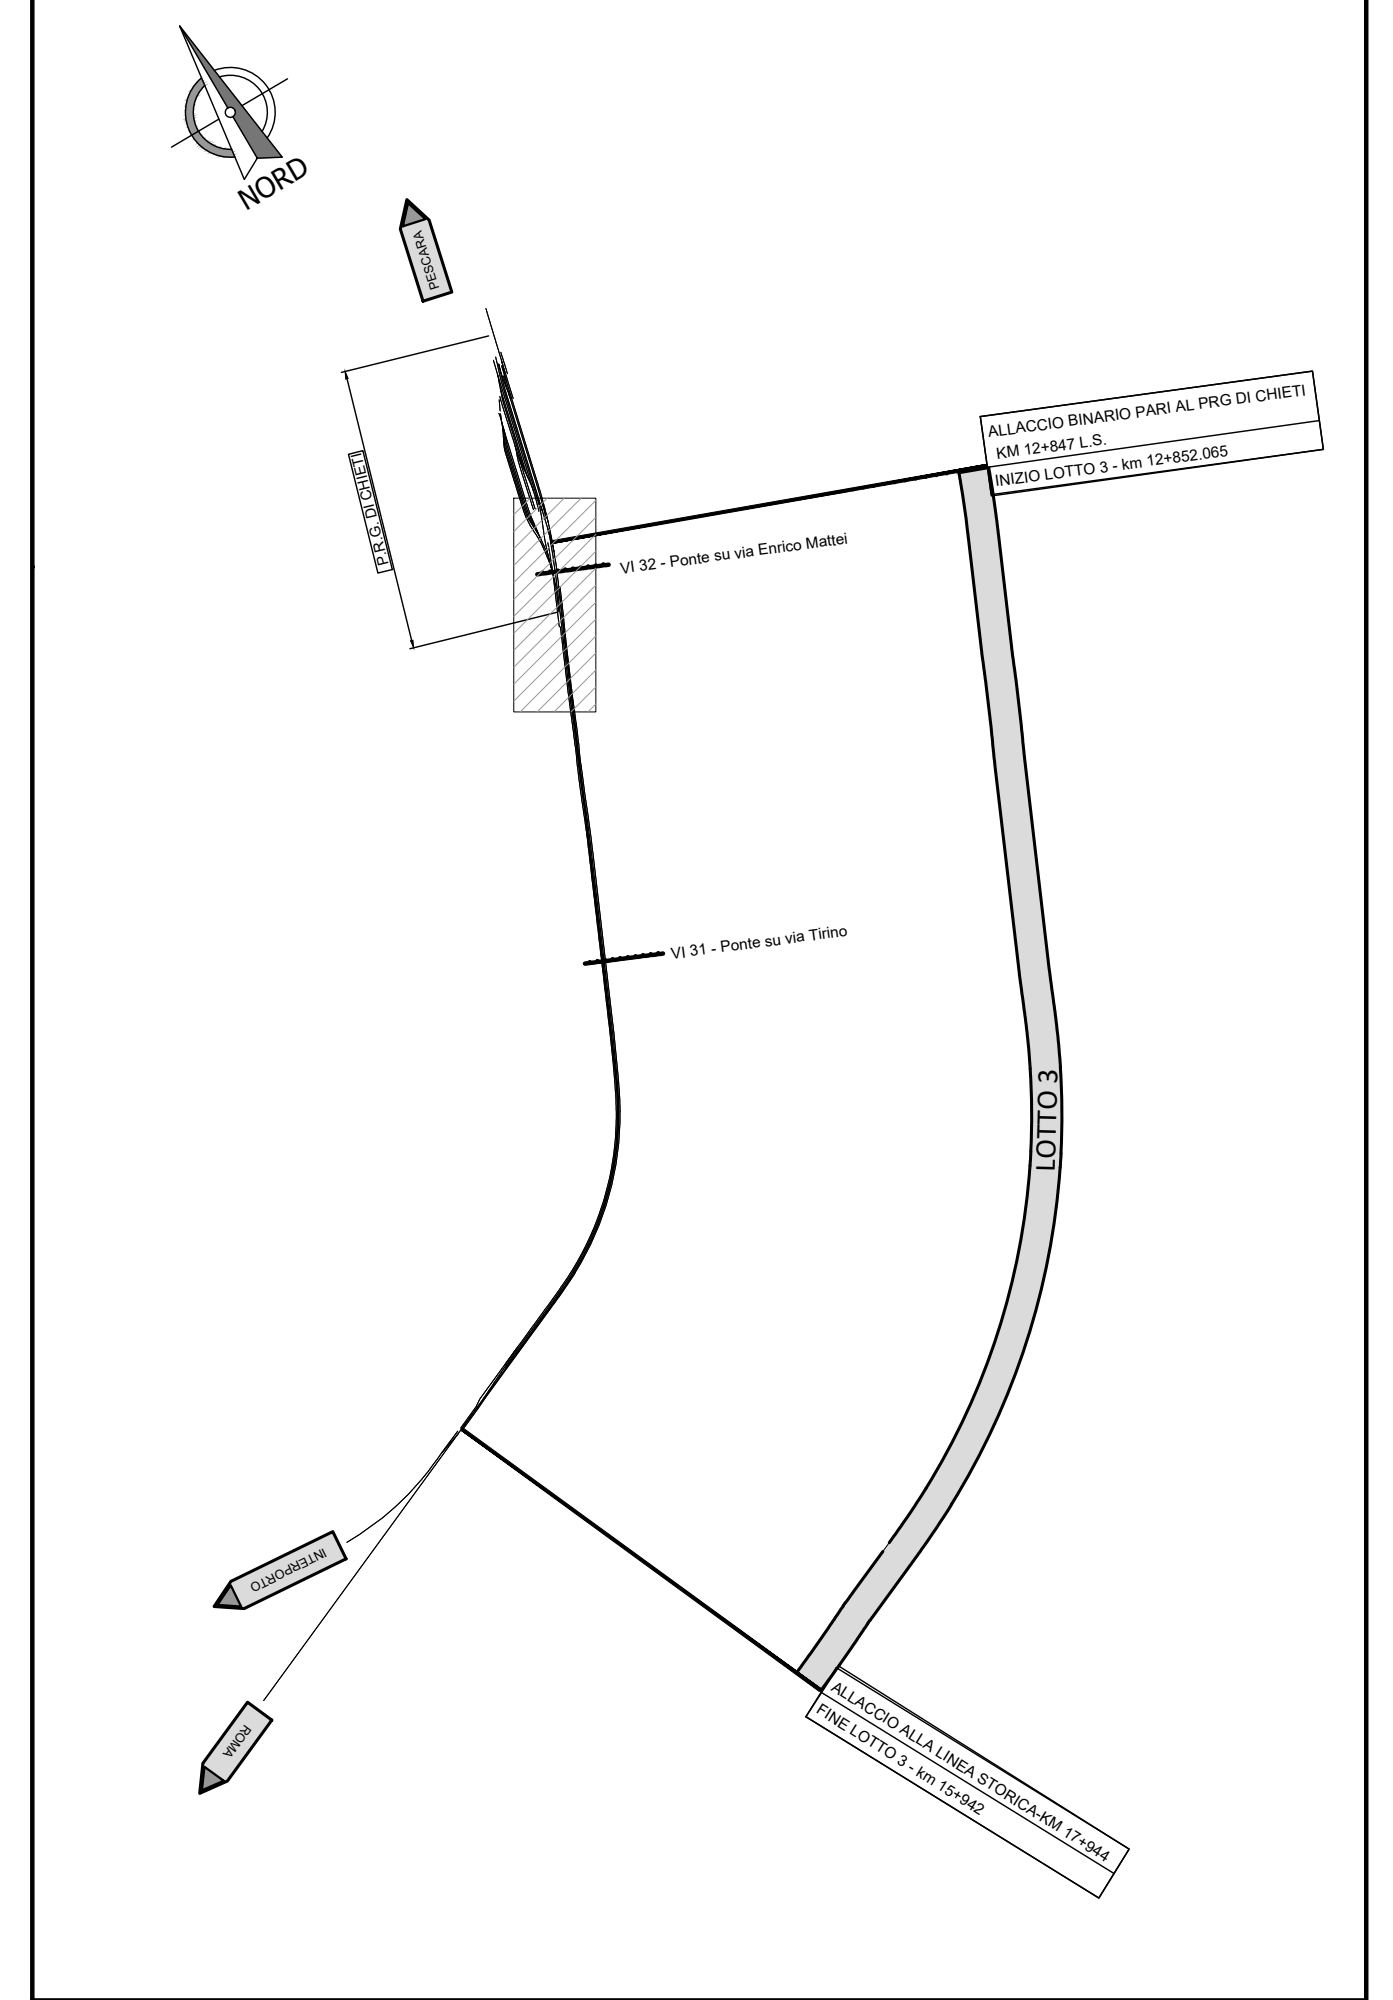 NORD
PESCARA
P.R.G. DI CHIETI
ALLACCIO BINARIO PARI AL PRG DI CHIETI
KM 12+847 L.S.
INIZIO LOTTO 3 - km 12+852.065
VI 32 - Ponte su via Enrico Mattei
VI 31 - Ponte su via Tirino
LOTTO 3
INTERPORTO
ROMA
ALLACCIO ALLA LINEA STORICA-KM 17+944
FINE LOTTO 3 - km 15+942